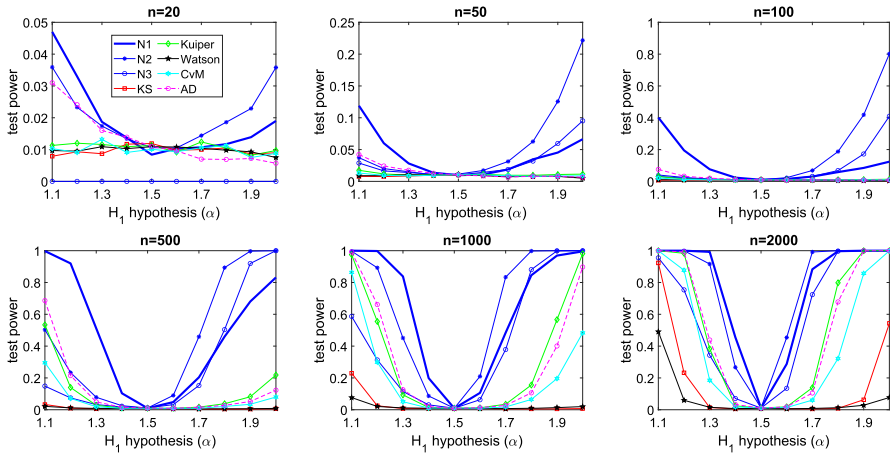 n=20
0.05
0.04
0.03
0.02
0.01
0
test power
N1
N2
N3
KS
Kuiper
Watson
CvM
AD
1.1 1.3 1.5 1.7 1.9
H1 hypothesis (α)
n=50
0.25
0.2
0.15
0.1
0.05
0
test power
1.1 1.3 1.5 1.7 1.9
H1 hypothesis (α)
n=100
1
0.8
0.6
0.4
0.2
0
test power
1.1 1.3 1.5 1.7 1.9
H1 hypothesis (α)
n=500
1
0.8
0.6
0.4
0.2
0
test power
1.1 1.3 1.5 1.7 1.9
H1 hypothesis (α)
n=1000
1
0.8
0.6
0.4
0.2
0
test power
1.1 1.3 1.5 1.7 1.9
H1 hypothesis (α)
n=2000
1
0.8
0.6
0.4
0.2
0
test power
1.1 1.3 1.5 1.7 1.9
H1 hypothesis (α)